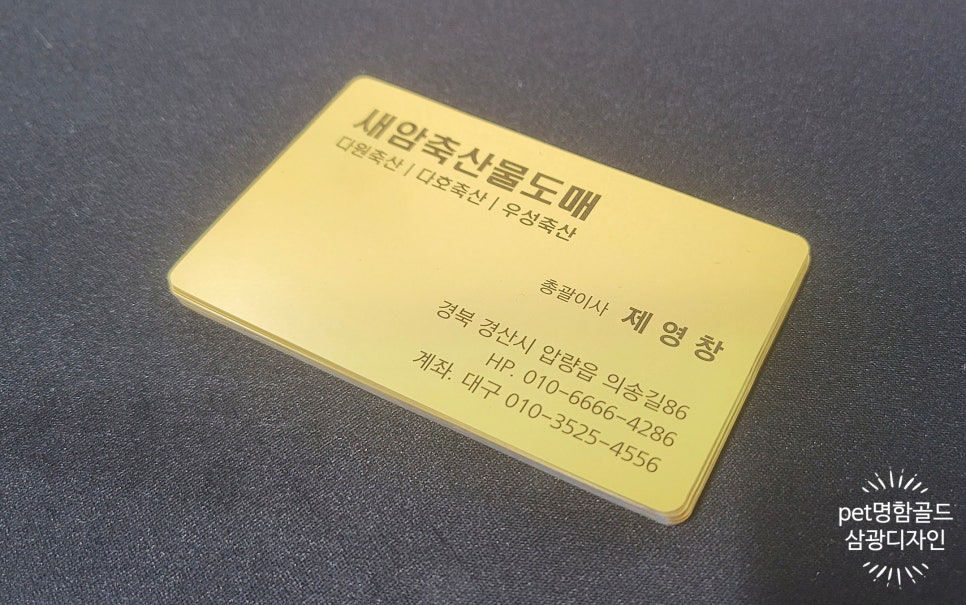 새암축산물도매
다원축산 | 다호축산 | 우성축산
총괄이사 제 영 창
경북 경산시 압량읍 의송길86
HP. 010-6666-4286
계좌. 대구 010-3525-4556
pet명함골드
삼광디자인